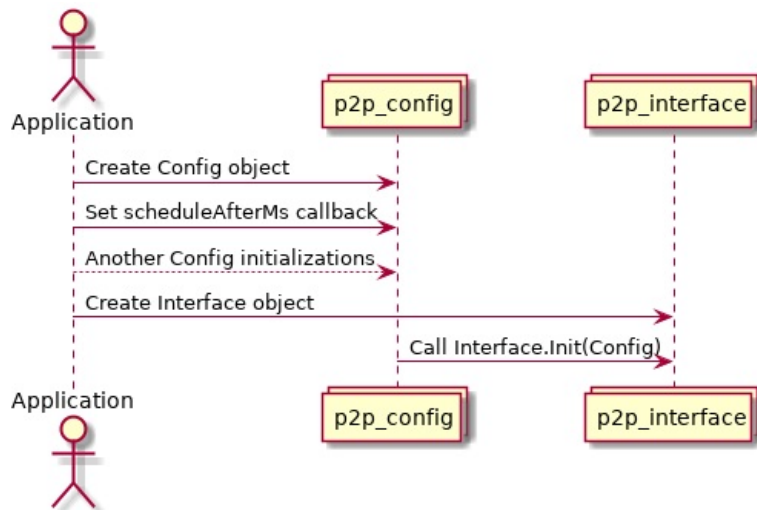 Application
p2p_config
p2p_interface
Create Config object
Set scheduleAfterMs callback
Another Config initializations
Create Interface object
Call Interface.Init(Config)
Application
p2p_config
p2p_interface